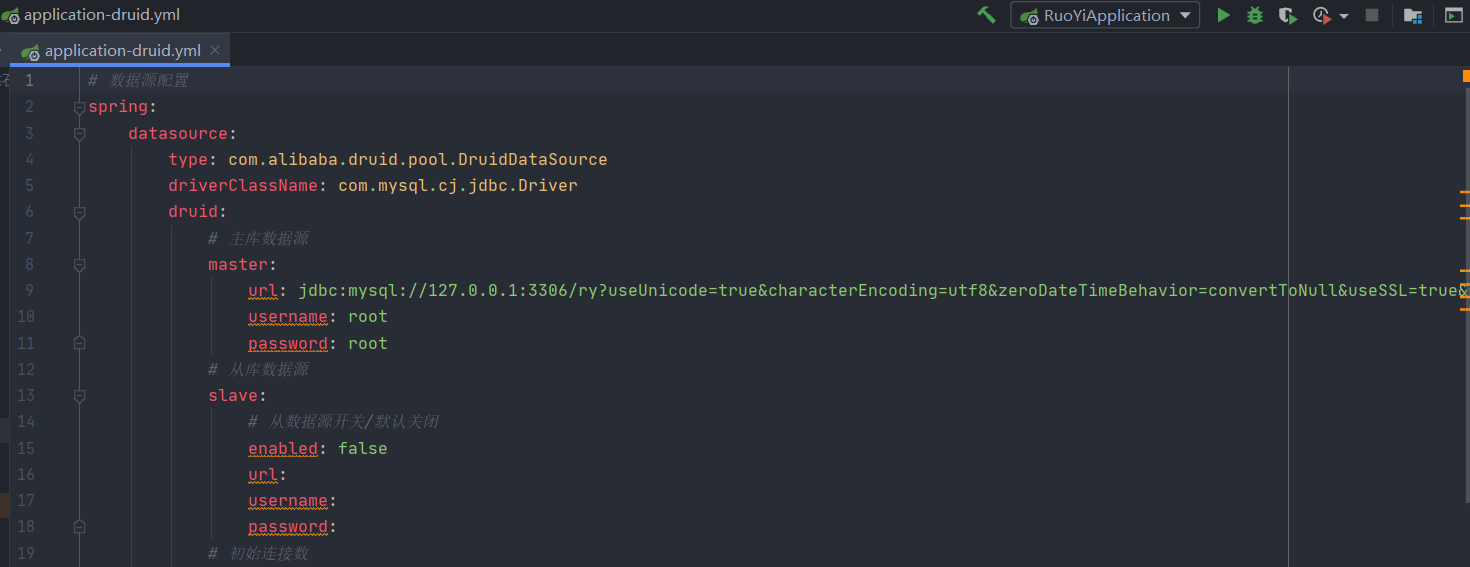 application-druid.yml
RuoYiApplication
application-druid.yml
1 # 数据源配置
2 spring:
3 datasource:
4 type: com.alibaba.druid.pool.DruidDataSource
5 driverClassName: com.mysql.cj.jdbc.Driver
6 druid:
7 # 主库数据源
8 master:
9 url: jdbc:mysql://127.0.0.1:3306/ry?useUnicode=true&characterEncoding=utf8&zeroDateTimeBehavior=convertToNull&useSSL=true&
10 username: root
11 password: root
12 # 从库数据源
13 slave:
14 # 从数据源开关/默认关闭
15 enabled: false
16 url:
17 username:
18 password:
19 # 初始连接数